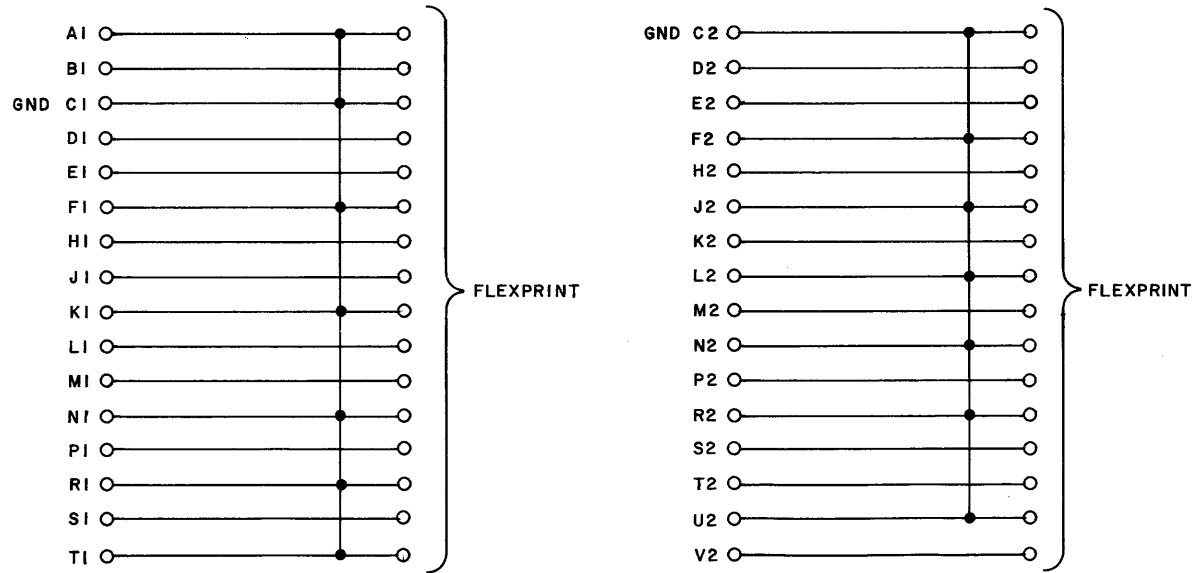 A1
B1
GND C1
D1
E1
F1
H1
J1
K1
L1
M1
N1
P1
R1
S1
T1
FLEXPRINT
GND C2
D2
E2
F2
H2
J2
K2
L2
M2
N2
P2
R2
S2
T2
U2
V2
FLEXPRINT